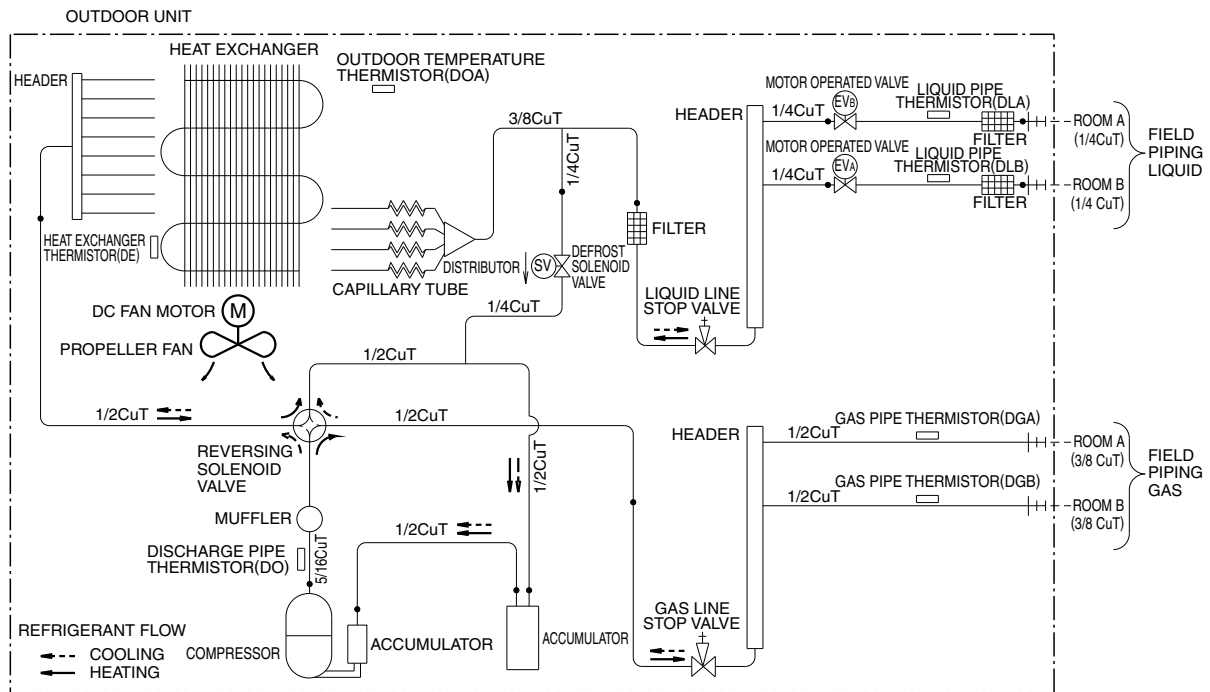 OUTDOOR UNIT
HEAT EXCHANGER
HEADER
OUTDOOR TEMPERATURE
THERMISTOR(DOA)
HEAT EXCHANGER
THERMISTOR(DE)
CAPILLARY TUBE
DISTRIBUTOR
3/8CuT
1/4CuT
SV
DEFROST
SOLENOID
VALVE
1/4CuT
FILTER
LIQUID LINE
STOP VALVE
HEADER
MOTOR OPERATED VALVE
1/4CuT
EVB
LIQUID PIPE
THERMISTOR(DLA)
FILTER
ROOM A
(1/4CuT)
MOTOR OPERATED VALVE
1/4CuT
EVA
LIQUID PIPE
THERMISTOR(DLB)
FILTER
ROOM B
(1/4 CuT)
FIELD
PIPING
LIQUID
DC FAN MOTOR
M
PROPELLER FAN
1/2CuT
1/2CuT
1/2CuT
REVERSING
SOLENOID
VALVE
1/2CuT
MUFFLER
DISCHARGE PIPE
THERMISTOR(DO)
5/16CuT
1/2CuT
HEADER
1/2CuT
GAS PIPE THERMISTOR(DGA)
ROOM A
(3/8 CuT)
1/2CuT
GAS PIPE THERMISTOR(DGB)
ROOM B
(3/8 CuT)
FIELD
PIPING
GAS
GAS LINE
STOP VALVE
REFRIGERANT FLOW
COOLING
HEATING
COMPRESSOR
ACCUMULATOR
ACCUMULATOR